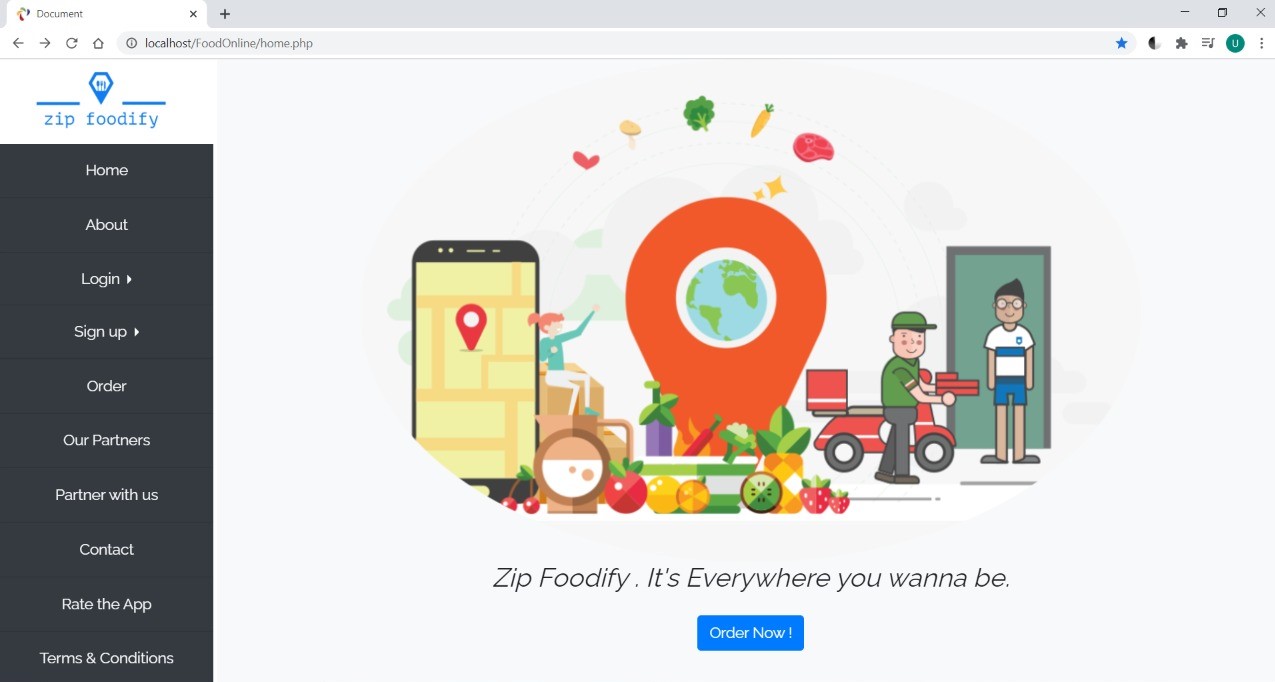 Document
localhost/FoodOnline/home.php
U
zip foodify
Home
About
Login
Sign up
Order
Our Partners
Partner with us
Contact
Rate the App
Terms & Conditions
Zip Foodify . It's Everywhere you wanna be.
Order Now !